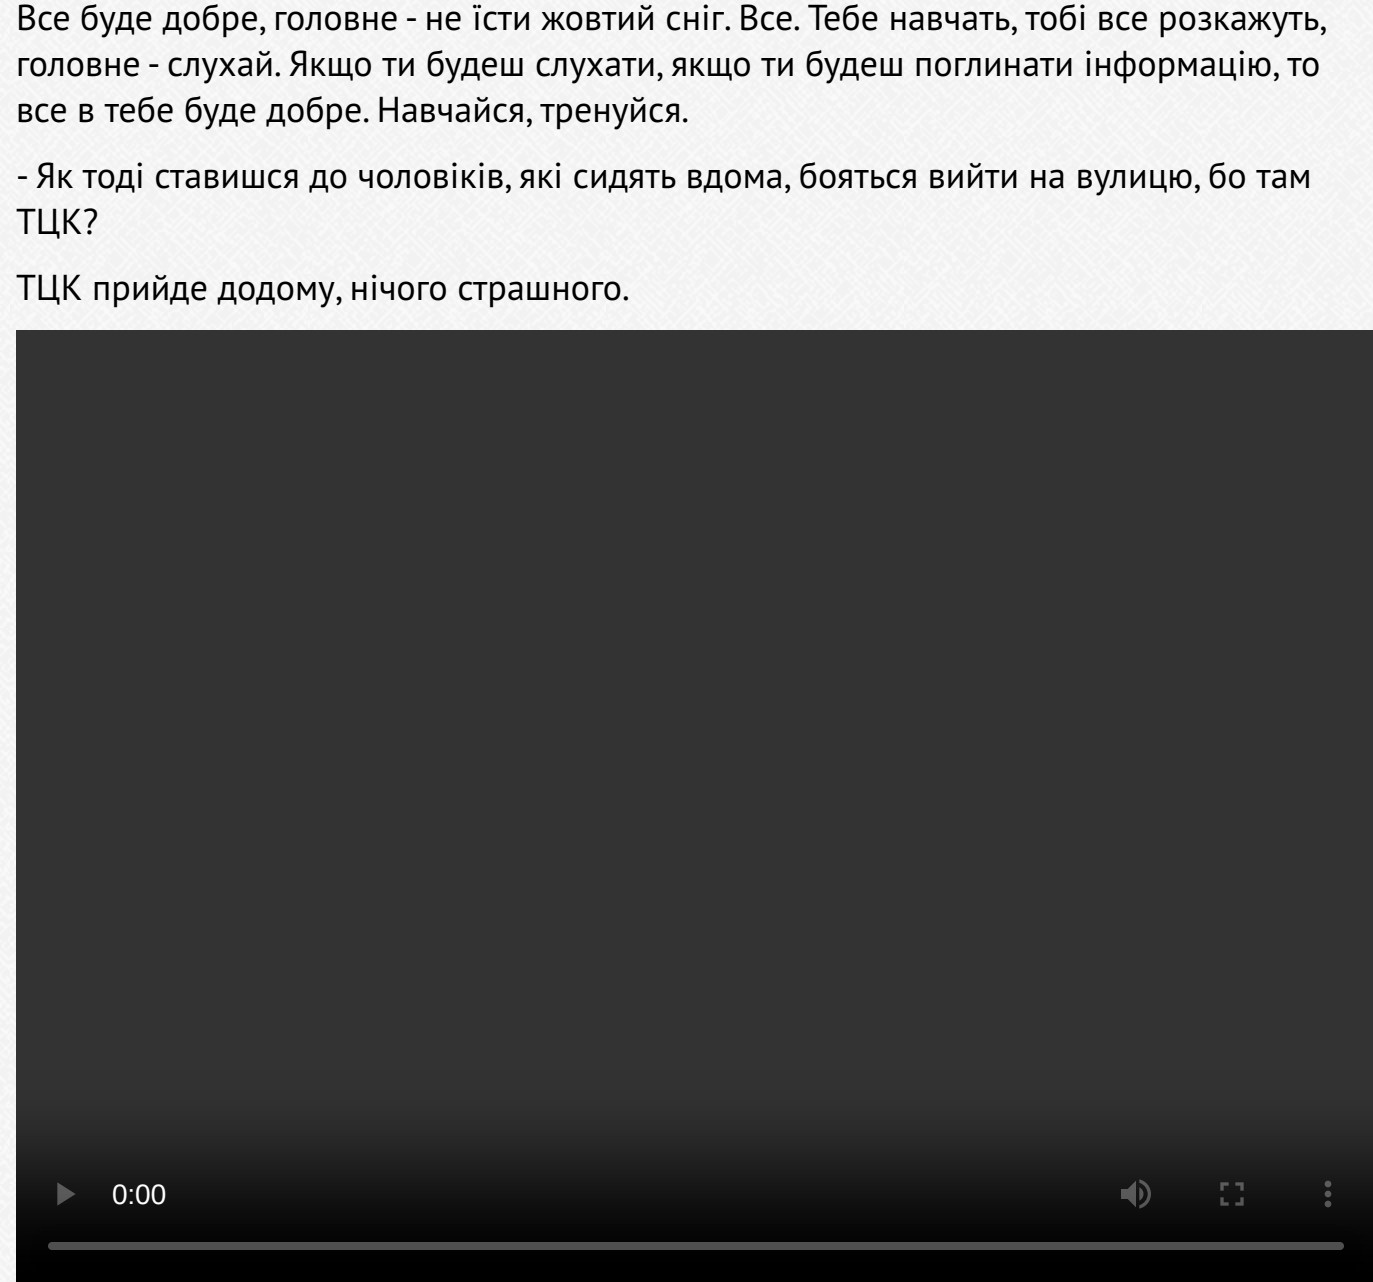 Все буде добре, головне - не їсти жовтий сніг. Все. Тебе навчать, тобі все розкажуть,
головне - слухай. Якщо ти будеш слухати, якщо ти будеш поглинати інформацію, то
все в тебе буде добре. Навчайся, тренуйся.
- Як тоді ставишся до чоловіків, які сидять вдома, бояться вийти на вулицю, бо там
ТЦК?
ТЦК прийде додому, нічого страшного.
0:00